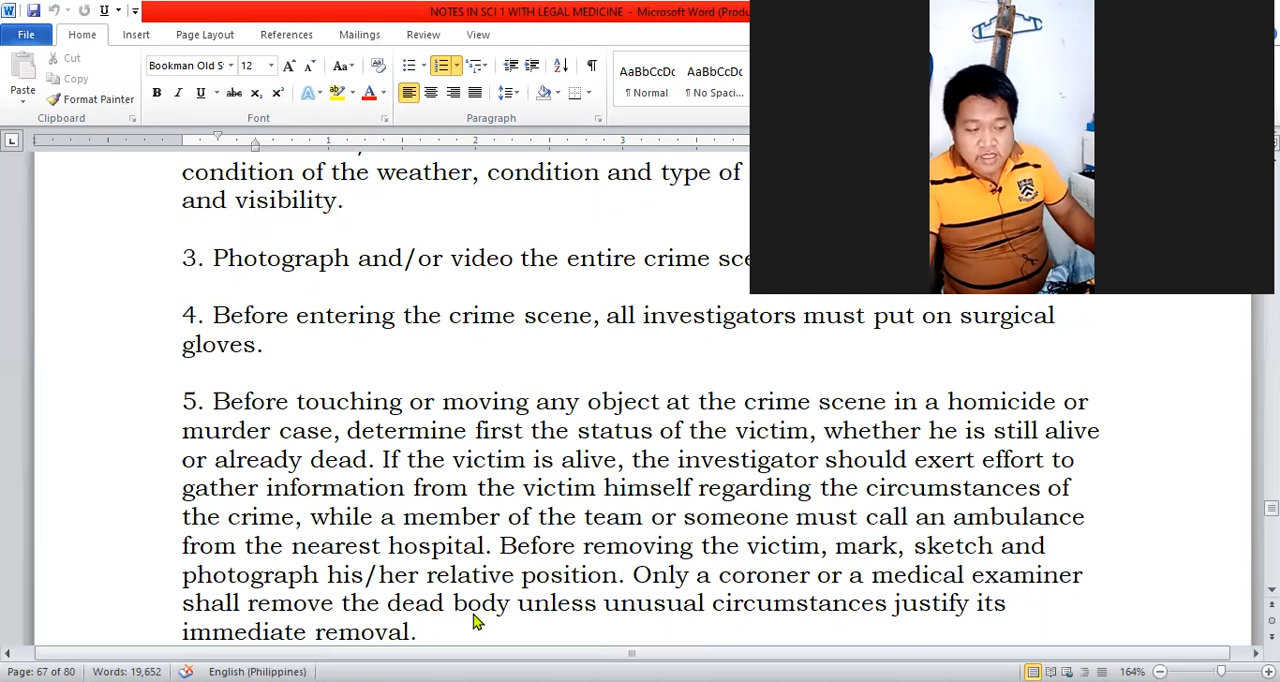 NOTES IN SCI 1 WITH LEGAL MEDICINE - Microsoft Word (Produ
File Home Insert Page Layout References Mailings Review View
Cut
Copy
Format Painter
Paste
Clipboard
Bookman Old S 12
Font
Paragraph
AaBbCcDc AaBbCcDc
¶ Normal ¶ No Spaci...
1 2 3
condition of the weather, condition and type of
and visibility.
3. Photograph and/or video the entire crime sce
4. Before entering the crime scene, all investigators must put on surgical
gloves.
5. Before touching or moving any object at the crime scene in a homicide or
murder case, determine first the status of the victim, whether he is still alive
or already dead. If the victim is alive, the investigator should exert effort to
gather information from the victim himself regarding the circumstances of
the crime, while a member of the team or someone must call an ambulance
from the nearest hospital. Before removing the victim, mark, sketch and
photograph his/her relative position. Only a coroner or a medical examiner
shall remove the dead body unless unusual circumstances justify its
immediate removal.
Page: 67 of 80 Words: 19,652 English (Philippines) 164%